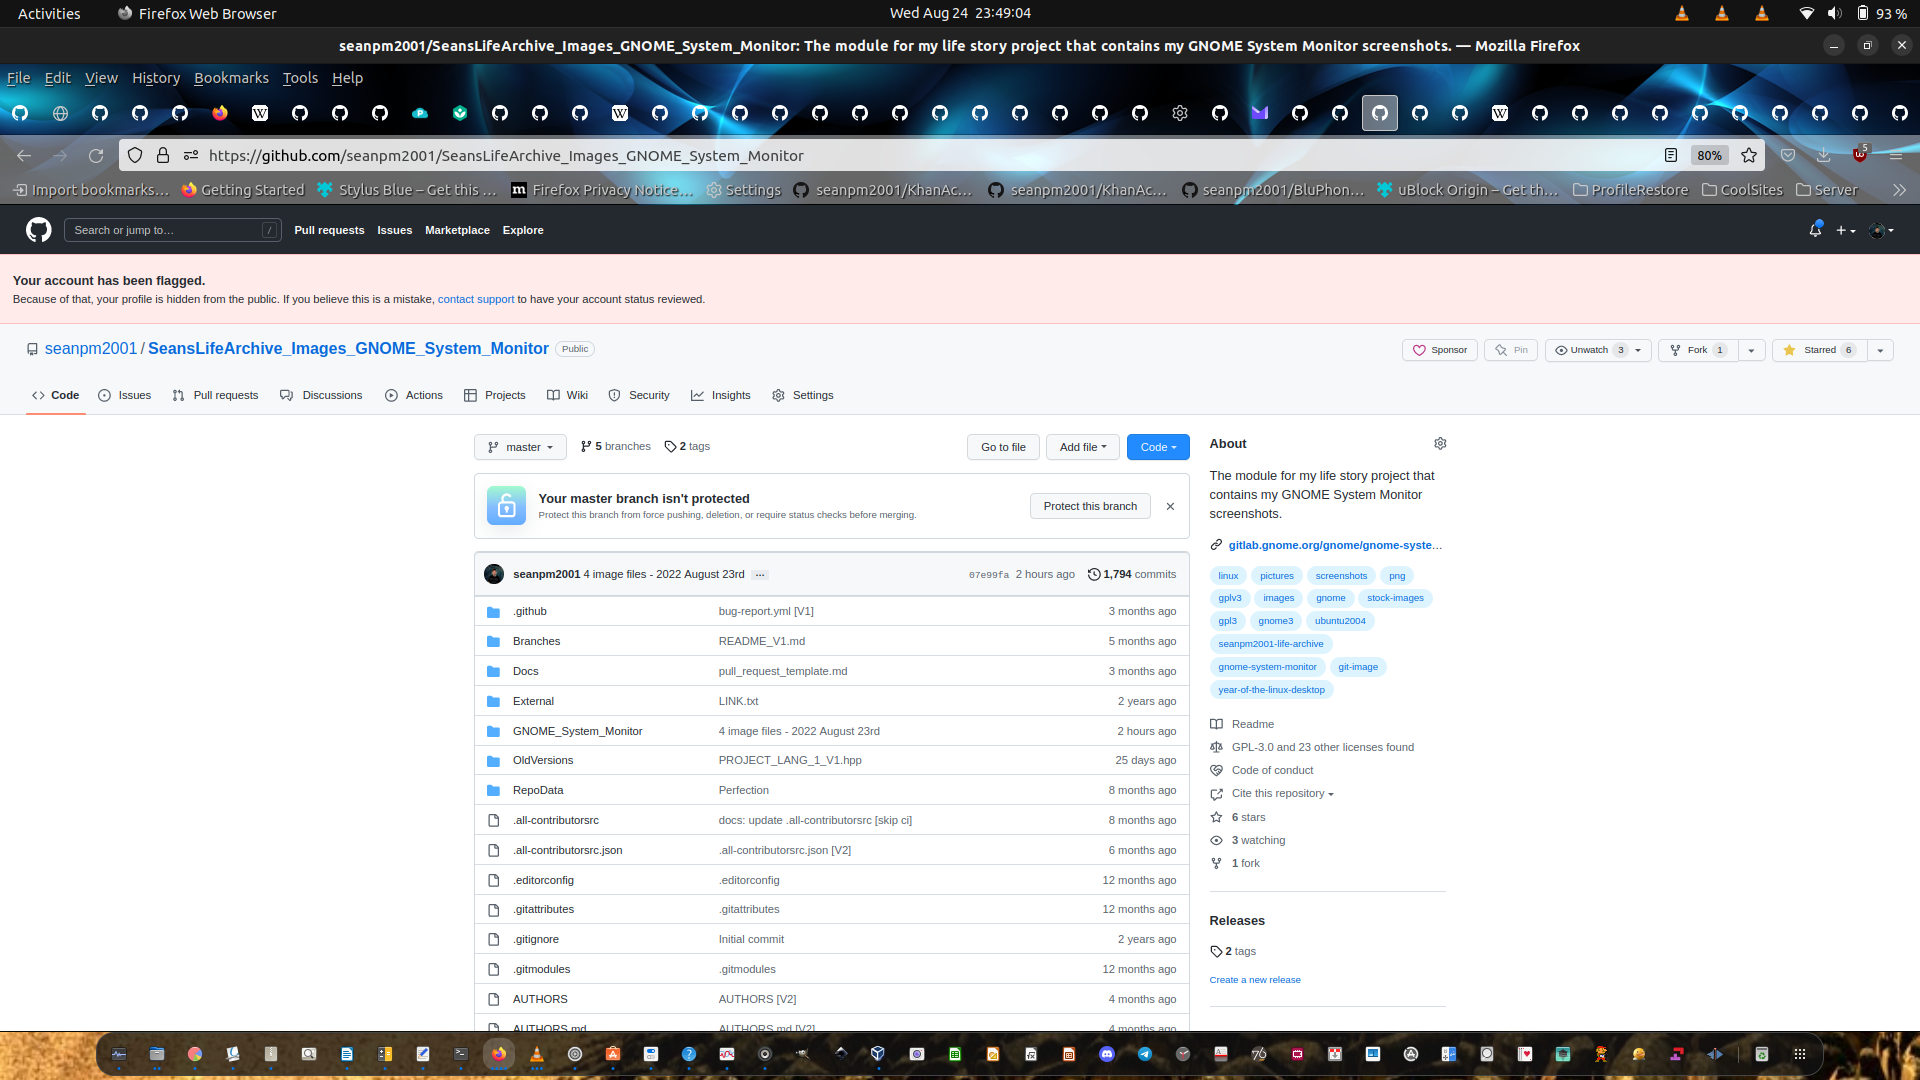 Activities Firefox Web Browser Wed Aug 24 23:49:04 93 %
seanpm2001/SeansLifeArchive_Images_GNOME_System_Monitor: The module for my life story project that contains my GNOME System Monitor screenshots. — Mozilla Firefox
File Edit View History Bookmarks Tools Help
https://github.com/seanpm2001/SeansLifeArchive_Images_GNOME_System_Monitor 80% 5
Import bookmarks… Getting Started Stylus Blue – Get this … Firefox Privacy Notice… Settings seanpm2001/KhanAc… seanpm2001/KhanAc… seanpm2001/BluPhon… uBlock Origin – Get th… ProfileRestore CoolSites Server
Search or jump to… / Pull requests Issues Marketplace Explore
Your account has been flagged.
Because of that, your profile is hidden from the public. If you believe this is a mistake, contact support to have your account status reviewed.
seanpm2001 / SeansLifeArchive_Images_GNOME_System_Monitor Public Sponsor Pin Unwatch 3 Fork 1 Starred 6
Code Issues Pull requests Discussions Actions Projects Wiki Security Insights Settings
master 5 branches 2 tags Go to file Add file Code
Your master branch isn't protected
Protect this branch from force pushing, deletion, or require status checks before merging.
Protect this branch
seanpm2001 4 image files - 2022 August 23rd … 07e99fa 2 hours ago 1,794 commits
.github bug-report.yml [V1] 3 months ago
Branches README_V1.md 5 months ago
Docs pull_request_template.md 3 months ago
External LINK.txt 2 years ago
GNOME_System_Monitor 4 image files - 2022 August 23rd 2 hours ago
OldVersions PROJECT_LANG_1_V1.hpp 25 days ago
RepoData Perfection 8 months ago
.all-contributorsrc docs: update .all-contributorsrc [skip ci] 8 months ago
.all-contributorsrc.json .all-contributorsrc.json [V2] 6 months ago
.editorconfig .editorconfig 12 months ago
.gitattributes .gitattributes 12 months ago
.gitignore Initial commit 2 years ago
.gitmodules .gitmodules 12 months ago
AUTHORS AUTHORS [V2] 4 months ago
AUTHORS.md AUTHORS.md [V2] 4 months ago
About
The module for my life story project that
contains my GNOME System Monitor
screenshots.
gitlab.gnome.org/gnome/gnome-syste…
linux pictures screenshots png
gplv3 images gnome stock-images
gpl3 gnome3 ubuntu2004
seanpm2001-life-archive
gnome-system-monitor git-image
year-of-the-linux-desktop
Readme
GPL-3.0 and 23 other licenses found
Code of conduct
Cite this repository
6 stars
3 watching
1 fork
Releases
2 tags
Create a new release